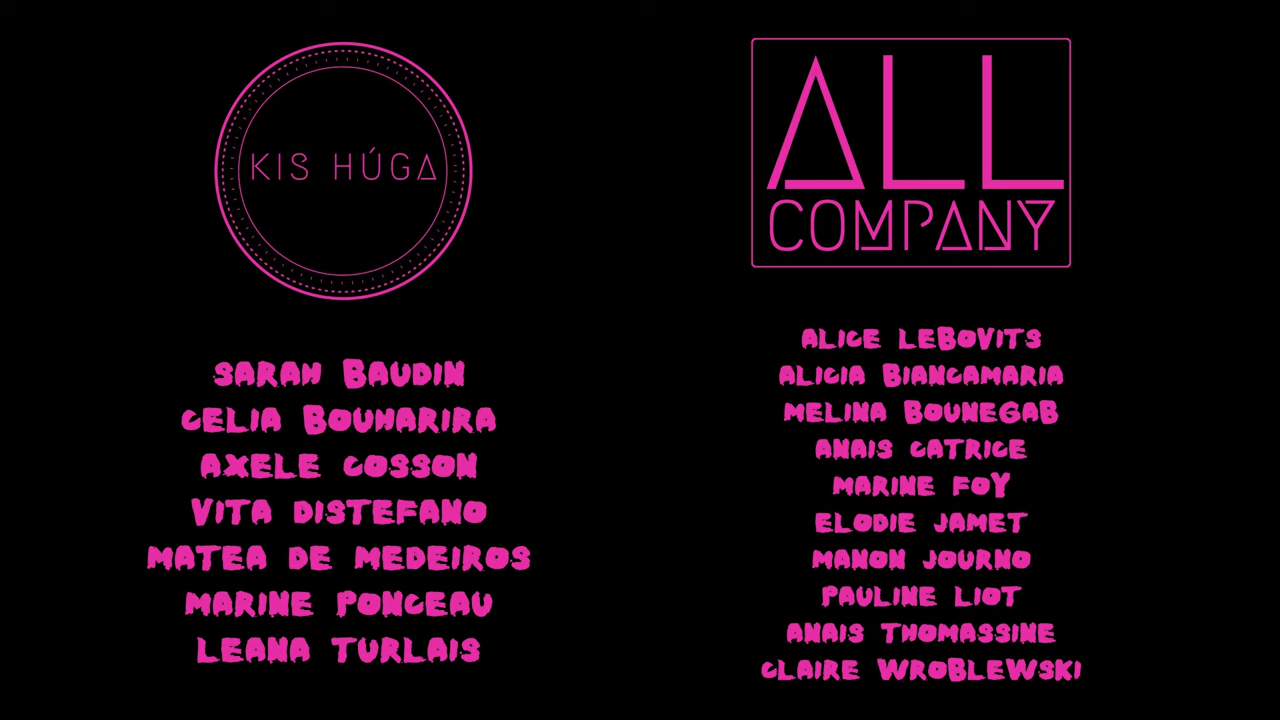 KIS HÚGA
SARAH BAUDIN
CELIA BOUHARIRA
AXELE COSSON
VITA DISTEFANO
MATEA DE MEDEIROS
MARINE PONCEAU
LEANA TURLAIS
ALL
COMPANY
ALICE LEBOVITS
ALICIA BIANCAMARIA
MELINA BOUNEGAB
ANAIS CATRICE
MARINE FOY
ELODIE JAMET
MANON JOURNO
PAULINE LIOT
ANAIS THOMASSINE
CLAIRE WROBLEWSKI